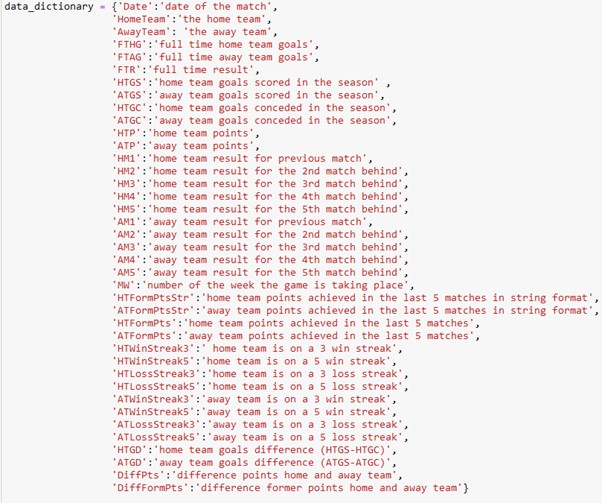 data_dictionary = {'Date':'date of the match',
'HomeTeam':'the home team',
'AwayTeam': 'the away team',
'FTHG':'full time home team goals',
'FTAG':'full time away team goals',
'FTR':'full time result',
'HTGS':'home team goals scored in the season' ,
'ATGS':'away team goals scored in the season',
'HTGC':'home team goals conceded in the season',
'ATGC':'away team goals conceded in the season',
'HTP':'home team points',
'ATP':'away team points',
'HM1':'home team result for previous match',
'HM2':'home team result for the 2nd match behind',
'HM3':'home team result for the 3rd match behind',
'HM4':'home team result for the 4th match behind',
'HM5':'home team result for the 5th match behind',
'AM1':'away team result for previous match',
'AM2':'away team result for the 2nd match behind',
'AM3':'away team result for the 3rd match behind',
'AM4':'away team result for the 4th match behind',
'AM5':'away team result for the 5th match behind',
'MW':'number of the week the game is taking place',
'HTFormPtsStr':'home team points achieved in the last 5 matches in string format',
'ATFormPtsStr':'away team points achieved in the last 5 matches in string format',
'HTFormPts':'home team points achieved in the last 5 matches',
'ATFormPts':'away team points achieved in the last 5 matches',
'HTWinStreak3':' home team is on a 3 win streak',
'HTWinStreak5':'home team is on a 5 win streak',
'HTLossStreak3':'home team is on a 3 loss streak',
'HTLossStreak5':'home team is on a 5 loss streak',
'ATWinStreak3':'away team is on a 3 win streak',
'ATWinStreak5':'away team is on a 5 win streak',
'ATLossStreak3':'away team is on a 3 loss streak',
'ATLossStreak5':'away team is on a 5 loss streak',
'HTGD':'home team goals difference (HTGS-HTGC)',
'ATGD':'away team goals difference (ATGS-ATGC)',
'DiffPts':'difference points home and away team',
'DiffFormPts':'difference former points home and away team'}